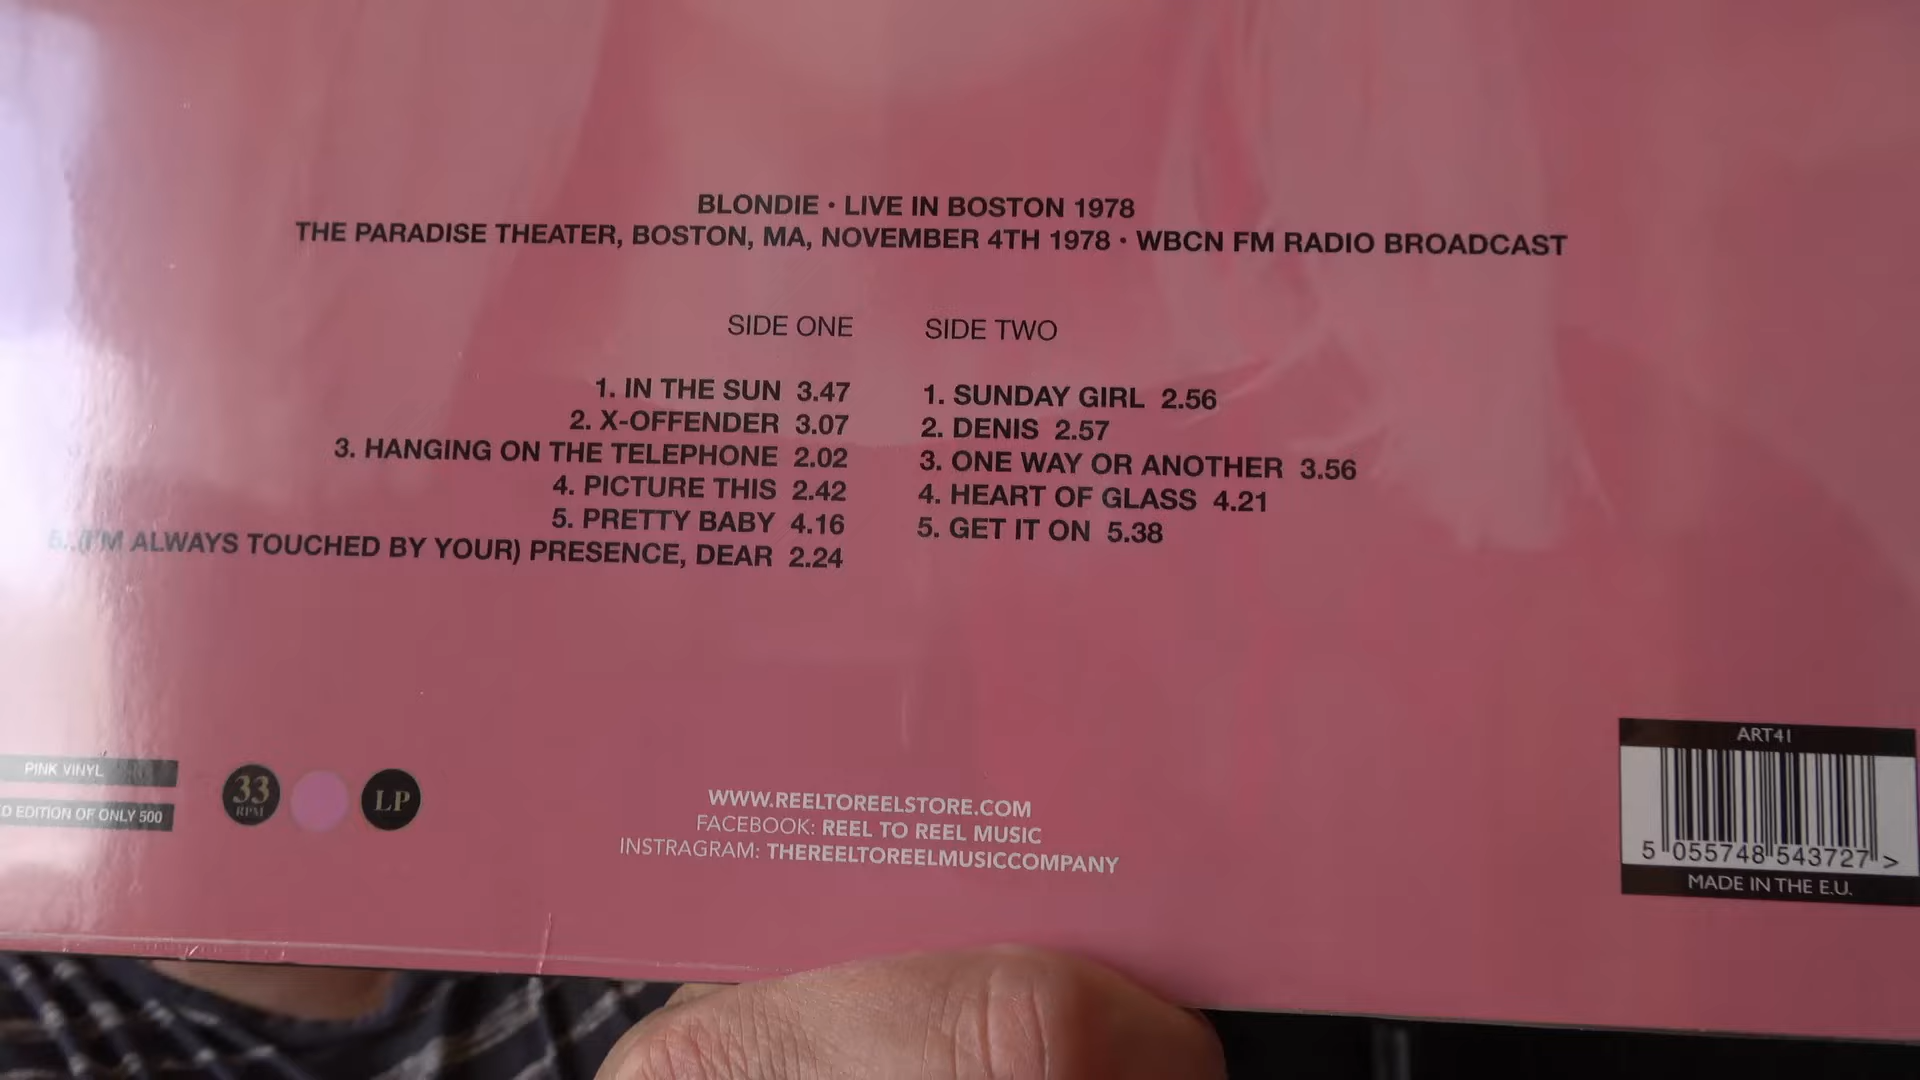 BLONDIE • LIVE IN BOSTON 1978
THE PARADISE THEATER, BOSTON, MA, NOVEMBER 4TH 1978 • WBCN FM RADIO BROADCAST
SIDE ONE
1. IN THE SUN 3.47
2. X-OFFENDER 3.07
3. HANGING ON THE TELEPHONE 2.02
4. PICTURE THIS 2.42
5. PRETTY BABY 4.16
(I'M ALWAYS TOUCHED BY YOUR) PRESENCE, DEAR 2.24
SIDE TWO
1. SUNDAY GIRL 2.56
2. DENIS 2.57
3. ONE WAY OR ANOTHER 3.56
4. HEART OF GLASS 4.21
5. GET IT ON 5.38
PINK VINYL
EDITION OF ONLY 500
33
RPM
LP
WWW.REELTOREELSTORE.COM
FACEBOOK: REEL TO REEL MUSIC
INSTRAGRAM: THEREELTOREELMUSICCOMPANY
ART41
5 055748 543727 >
MADE IN THE E.U.